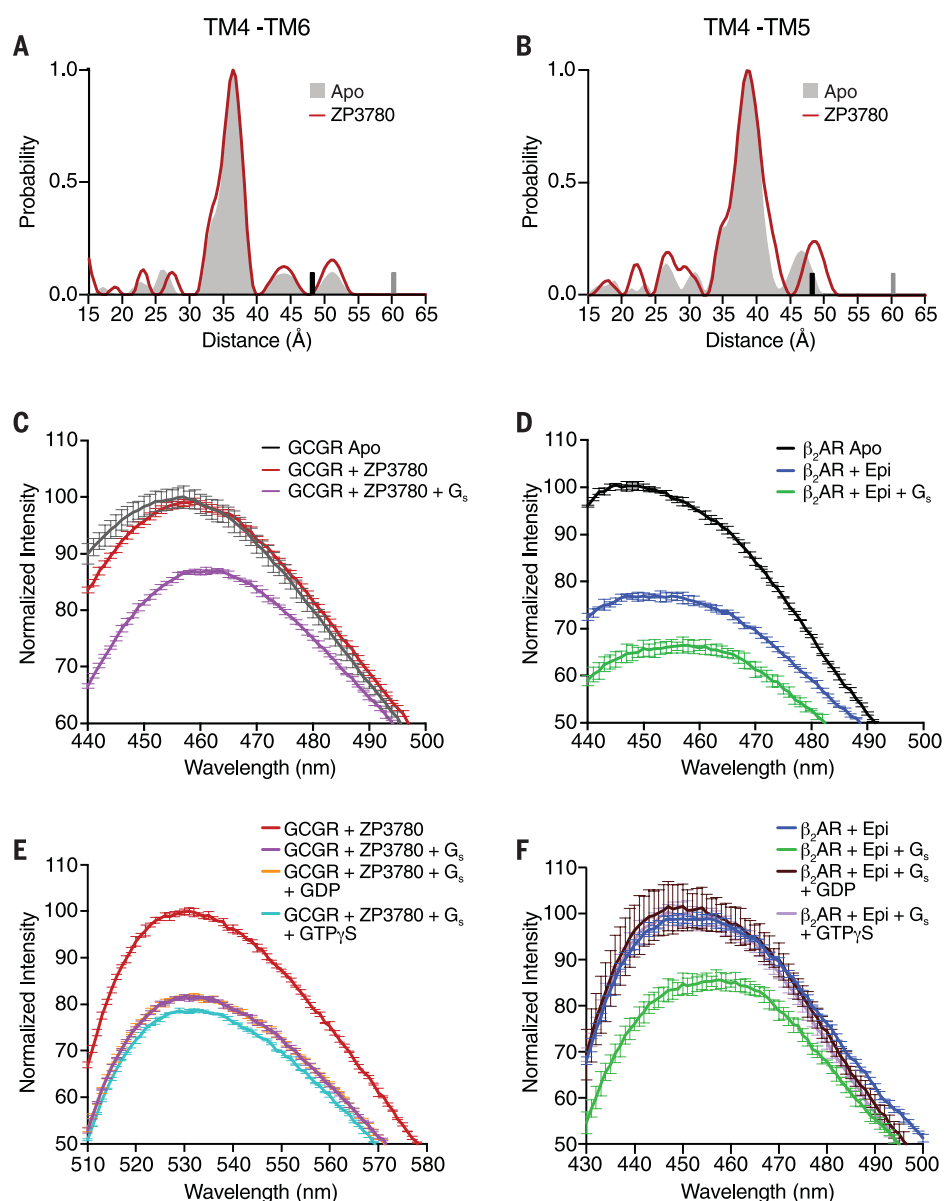 TM4 -TM6
TM4 -TM5
A
1.0
0.5
0.0
Probability
Apo
ZP3780
15 20 25 30 35 40 45 50 55 60 65
Distance (Å)
B
1.0
0.5
0.0
Probability
Apo
ZP3780
15 20 25 30 35 40 45 50 55 60 65
Distance (Å)
C
110
100
90
80
70
60
Normalized Intensity
GCGR Apo
GCGR + ZP3780
GCGR + ZP3780 + Gₛ
440 450 460 470 480 490 500
Wavelength (nm)
D
110
100
90
80
70
60
50
Normalized Intensity
β₂AR Apo
β₂AR + Epi
β₂AR + Epi + Gₛ
440 450 460 470 480 490 500
Wavelength (nm)
E
110
100
90
80
70
60
50
Normalized Intensity
GCGR + ZP3780
GCGR + ZP3780 + Gₛ
GCGR + ZP3780 + Gₛ
+ GDP
GCGR + ZP3780 + Gₛ
+ GTPγS
510 520 530 540 550 560 570 580
Wavelength (nm)
F
110
100
90
80
70
60
50
Normalized Intensity
β₂AR + Epi
β₂AR + Epi + Gₛ
β₂AR + Epi + Gₛ
+ GDP
β₂AR + Epi + Gₛ
+ GTPγS
430 440 450 460 470 480 490 500
Wavelength (nm)